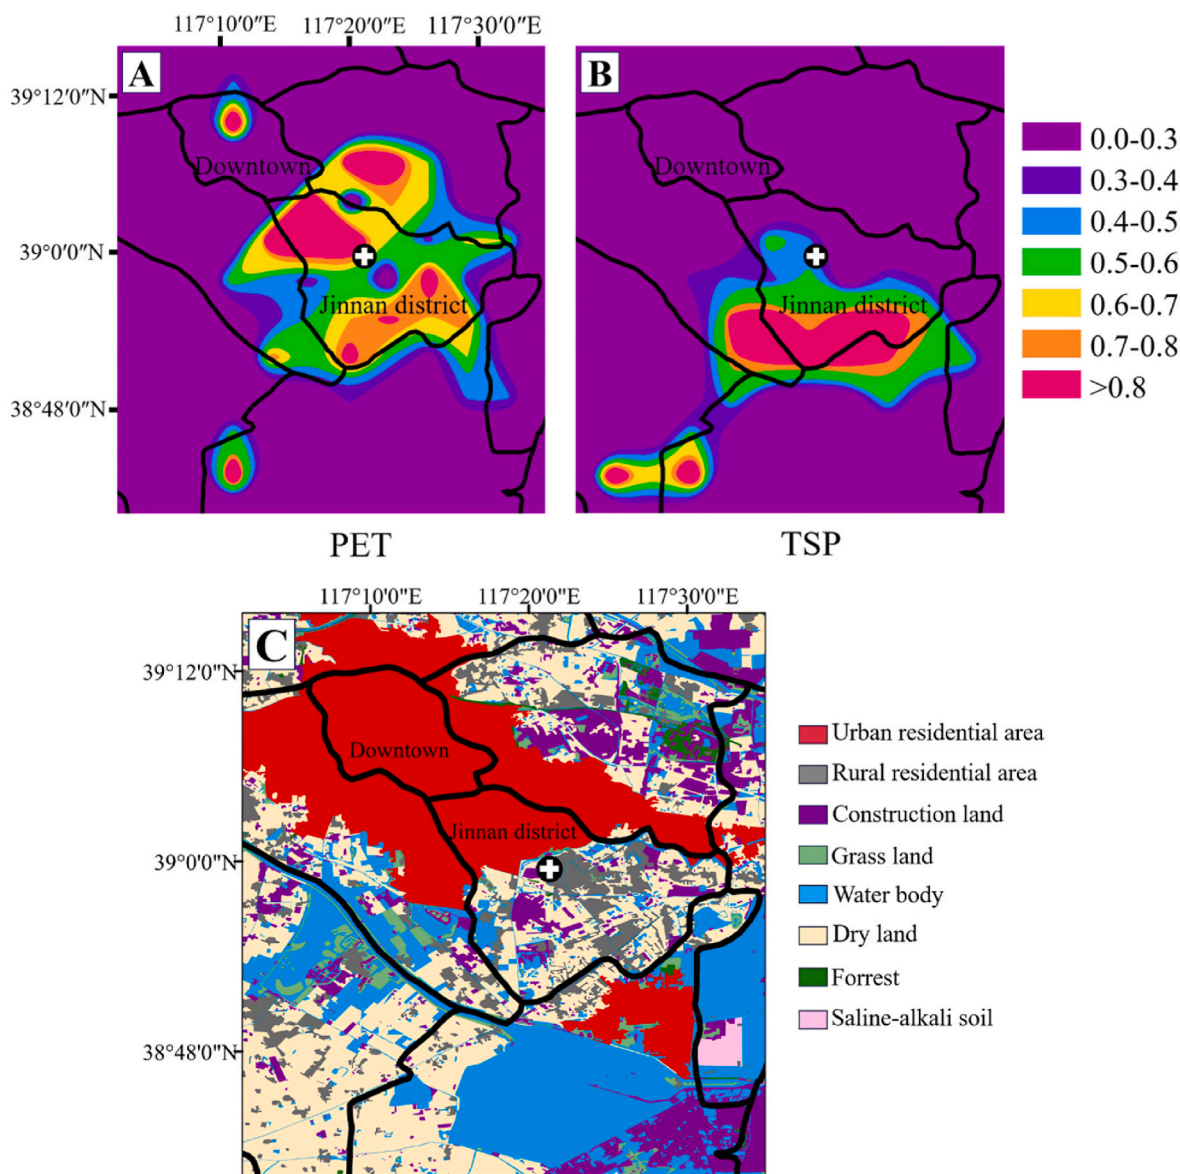 117°10′0″E 117°20′0″E 117°30′0″E
A
B
39°12′0″N
39°0′0″N
38°48′0″N
Downtown
Jinnan district
Downtown
Jinnan district
0.0-0.3
0.3-0.4
0.4-0.5
0.5-0.6
0.6-0.7
0.7-0.8
>0.8
PET
TSP
117°10′0″E 117°20′0″E 117°30′0″E
C
39°12′0″N
39°0′0″N
38°48′0″N
Downtown
Jinnan district
Urban residential area
Rural residential area
Construction land
Grass land
Water body
Dry land
Forrest
Saline-alkali soil